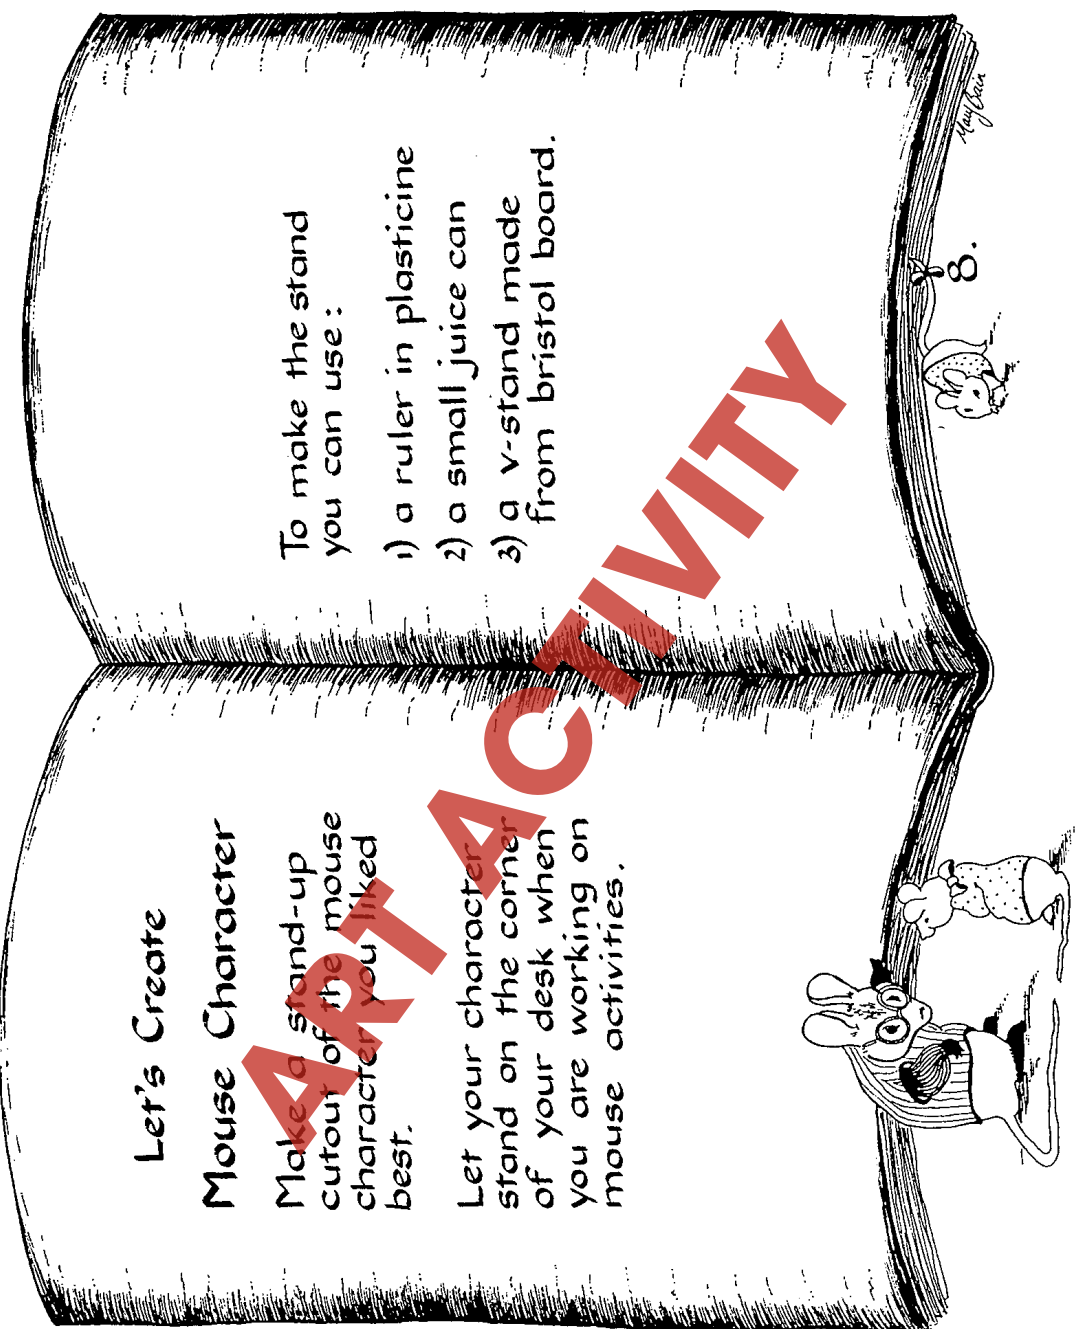 Let's Create
Mouse Character
Make a stand-up
cutout of the mouse
character you liked
best.
Let your character
stand on the corner
of your desk when
you are working on
mouse activities.
To make the stand
you can use:
1) a ruler in plasticine
2) a small juice can
3) a v-stand made
from bristol board.
8.
Mary Bain
ART ACTIVITY